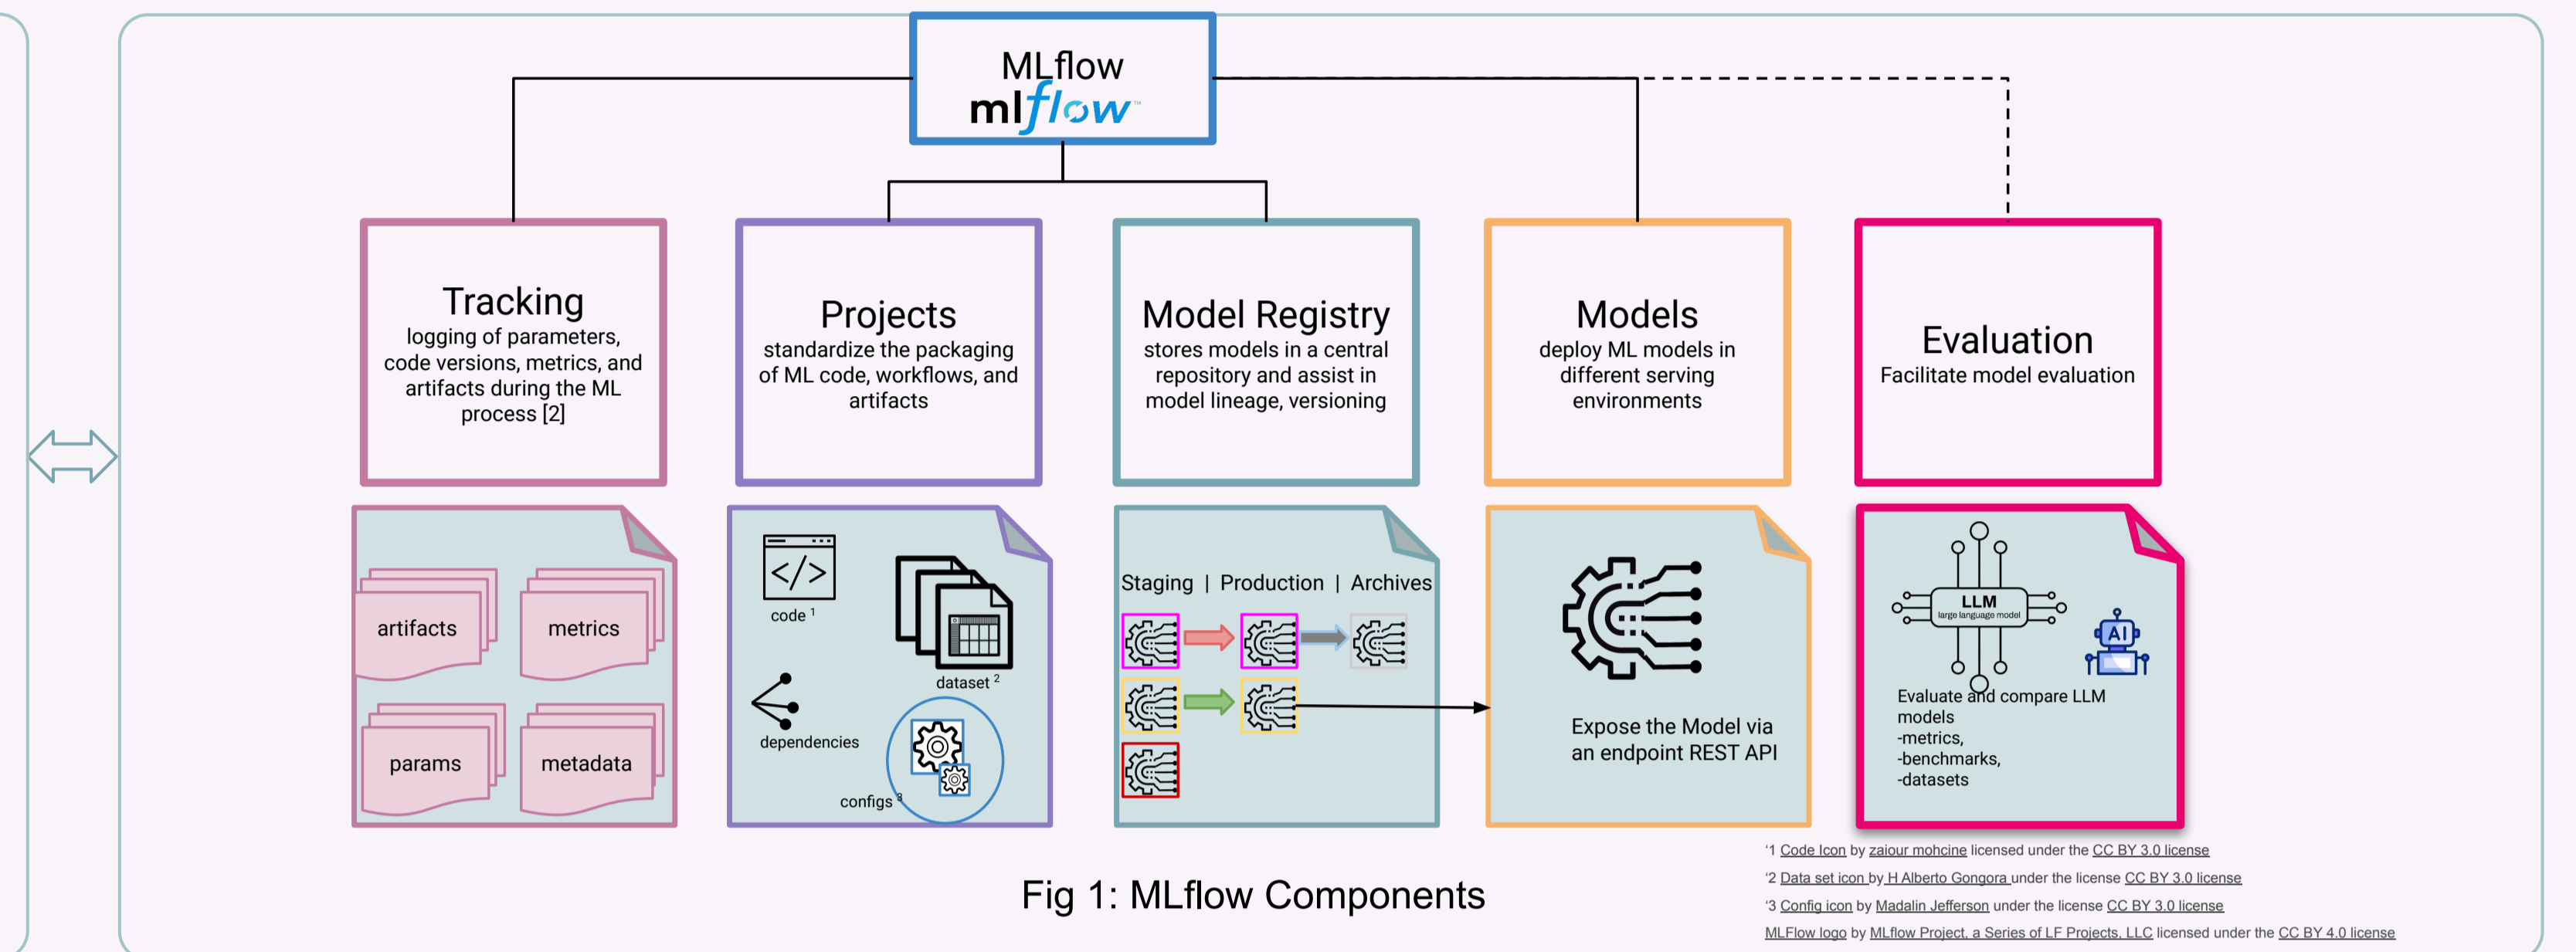 MLflow
mlflow™
Tracking
logging of parameters,
code versions, metrics, and
artifacts during the ML
process [2]
Projects
standardize the packaging
of ML code, workflows, and
artifacts
Model Registry
stores models in a central
repository and assist in
model lineage, versioning
Models
deploy ML models in
different serving
environments
Evaluation
Facilitate model evaluation
artifacts
metrics
params
metadata
code 1
dataset 2
dependencies
configs 3
Staging | Production | Archives
Expose the Model via
an endpoint REST API
LLM
large language model
AI
Evaluate and compare LLM
models
-metrics,
-benchmarks,
-datasets
Fig 1: MLflow Components
‘1 Code Icon by zaiour mohcine licensed under the CC BY 3.0 license
‘2 Data set icon by H Alberto Gongora under the license CC BY 3.0 license
‘3 Config icon by Madalin Jefferson under the license CC BY 3.0 license
MLFlow logo by MLflow Project, a Series of LF Projects, LLC licensed under the CC BY 4.0 license